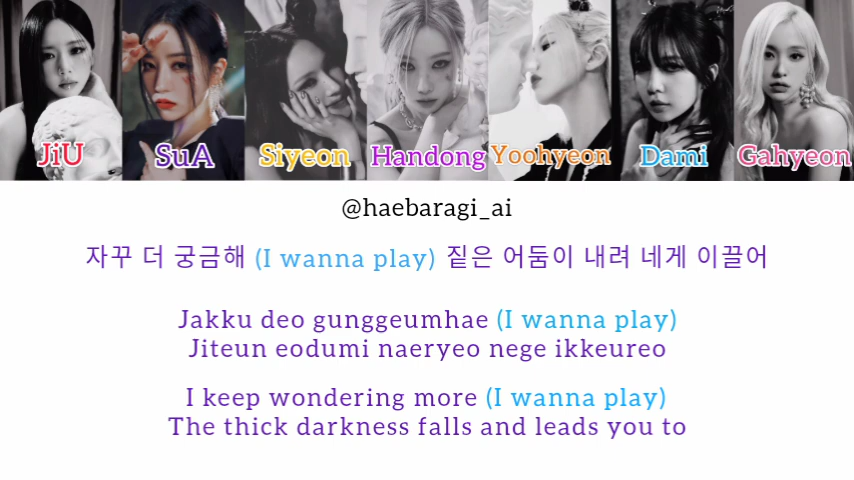 JiU SuA Siyeon Handong Yoohyeon Dami Gahyeon
@haebaragi_ai
자꾸 더 궁금해 (I wanna play) 짙은 어둠이 내려 네게 이끌어
Jakku deo gunggeumhae (I wanna play)
Jiteun eodumi naeryeo nege ikkeureo
I keep wondering more (I wanna play)
The thick darkness falls and leads you to